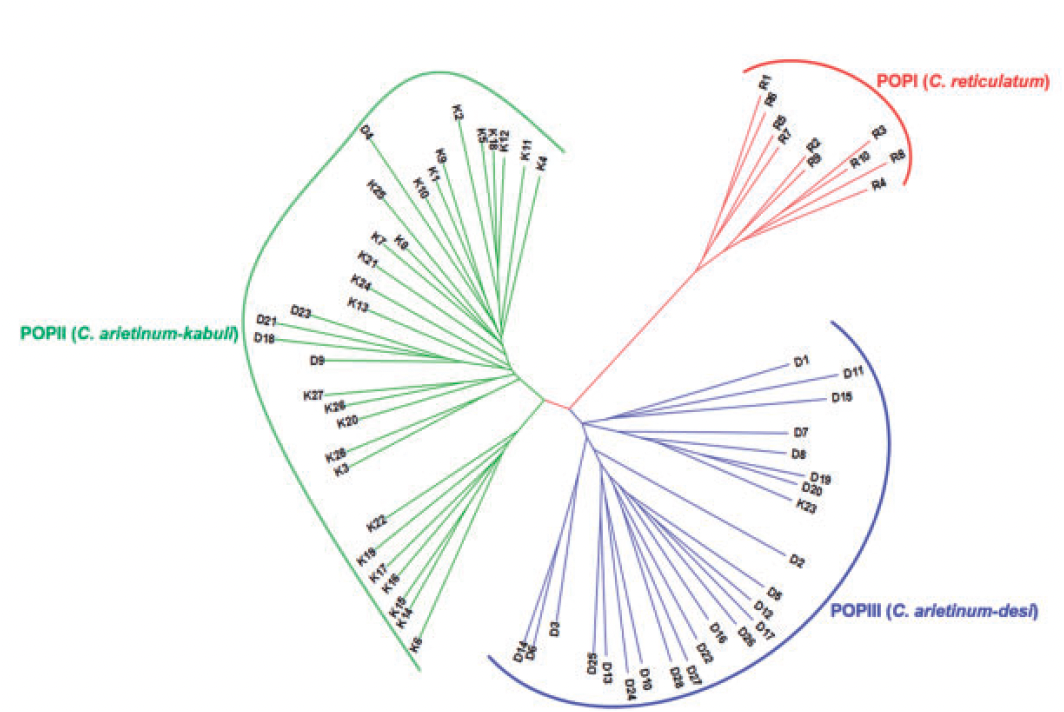 POPI (C. reticulatum)
R1
R6
R5
R7
R2
R9
R3
R10
R8
R4
POPII (C. arietinum-kabuli)
D4
K2
K5
K18
K12
K11
K4
K9
K1
K10
K25
K7
K8
K21
K24
K13
D23
D21
D18
D9
K27
K26
K20
K28
K3
K22
K19
K17
K16
K15
K14
K6
POPIII (C. arietinum-desi)
D1
D11
D15
D7
D8
D19
D20
K23
D2
D5
D12
D17
D26
D16
D22
D27
D28
D10
D24
D13
D25
D3
D6
D14